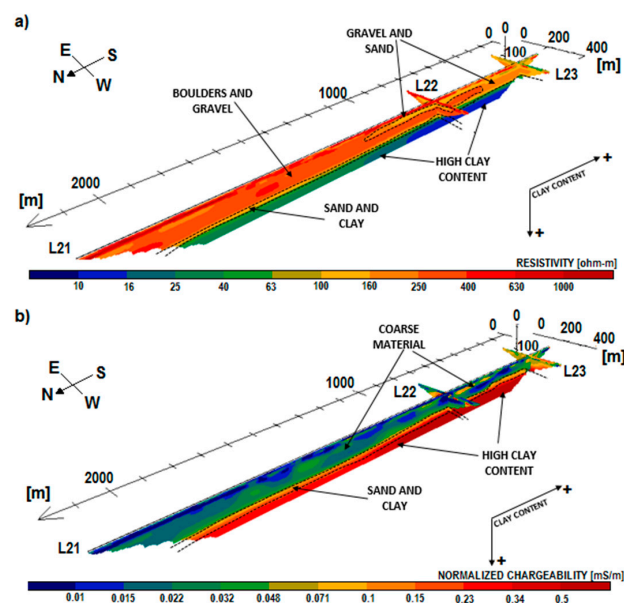 a)
E
S
N
W
GRAVEL AND
SAND
0
0
0
100
200
400
[m]
L23
L22
1000
BOULDERS AND
GRAVEL
2000
[m]
HIGH CLAY
CONTENT
CLAY CONTENT
+
+
SAND AND
CLAY
L21
RESISTIVITY [ohm-m]
10 16 25 40 63 100 160 250 400 630 1000
b)
E
S
N
W
COARSE
MATERIAL
0
0
0
100
200
400
[m]
L23
L22
1000
2000
[m]
HIGH CLAY
CONTENT
SAND AND
CLAY
CLAY CONTENT
+
+
L21
NORMALIZED CHARGEABILITY [mS/m]
0.01 0.015 0.022 0.032 0.048 0.071 0.1 0.15 0.23 0.34 0.5